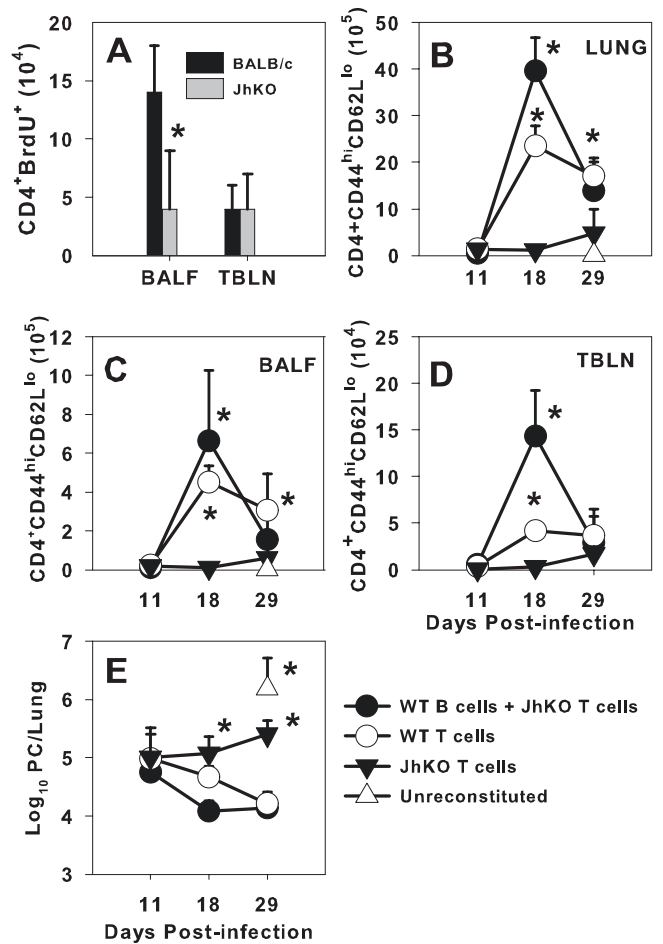 A
CD4⁺BrdU⁺ (10⁴)
20
15
10
5
0
BALB/c
JhKO
*
BALF TBLN
B
LUNG
CD4+CD44ʰⁱCD62Lˡᵒ (10⁵)
50
40
30
20
10
0
*
*
*
11 18 29
C
BALF
CD4⁺CD44ʰⁱCD62Lˡᵒ (10⁵)
12
10
8
6
4
2
0
*
*
*
11 18 29
D
TBLN
CD4⁺CD44ʰⁱCD62Lˡᵒ (10⁴)
25
20
15
10
5
0
*
*
11 18 29
Days Post-infection
E
Log₁₀ PC/Lung
7
6
5
4
3
*
*
*
11 18 29
Days Post-infection
WT B cells + JhKO T cells
WT T cells
JhKO T cells
Unreconstituted